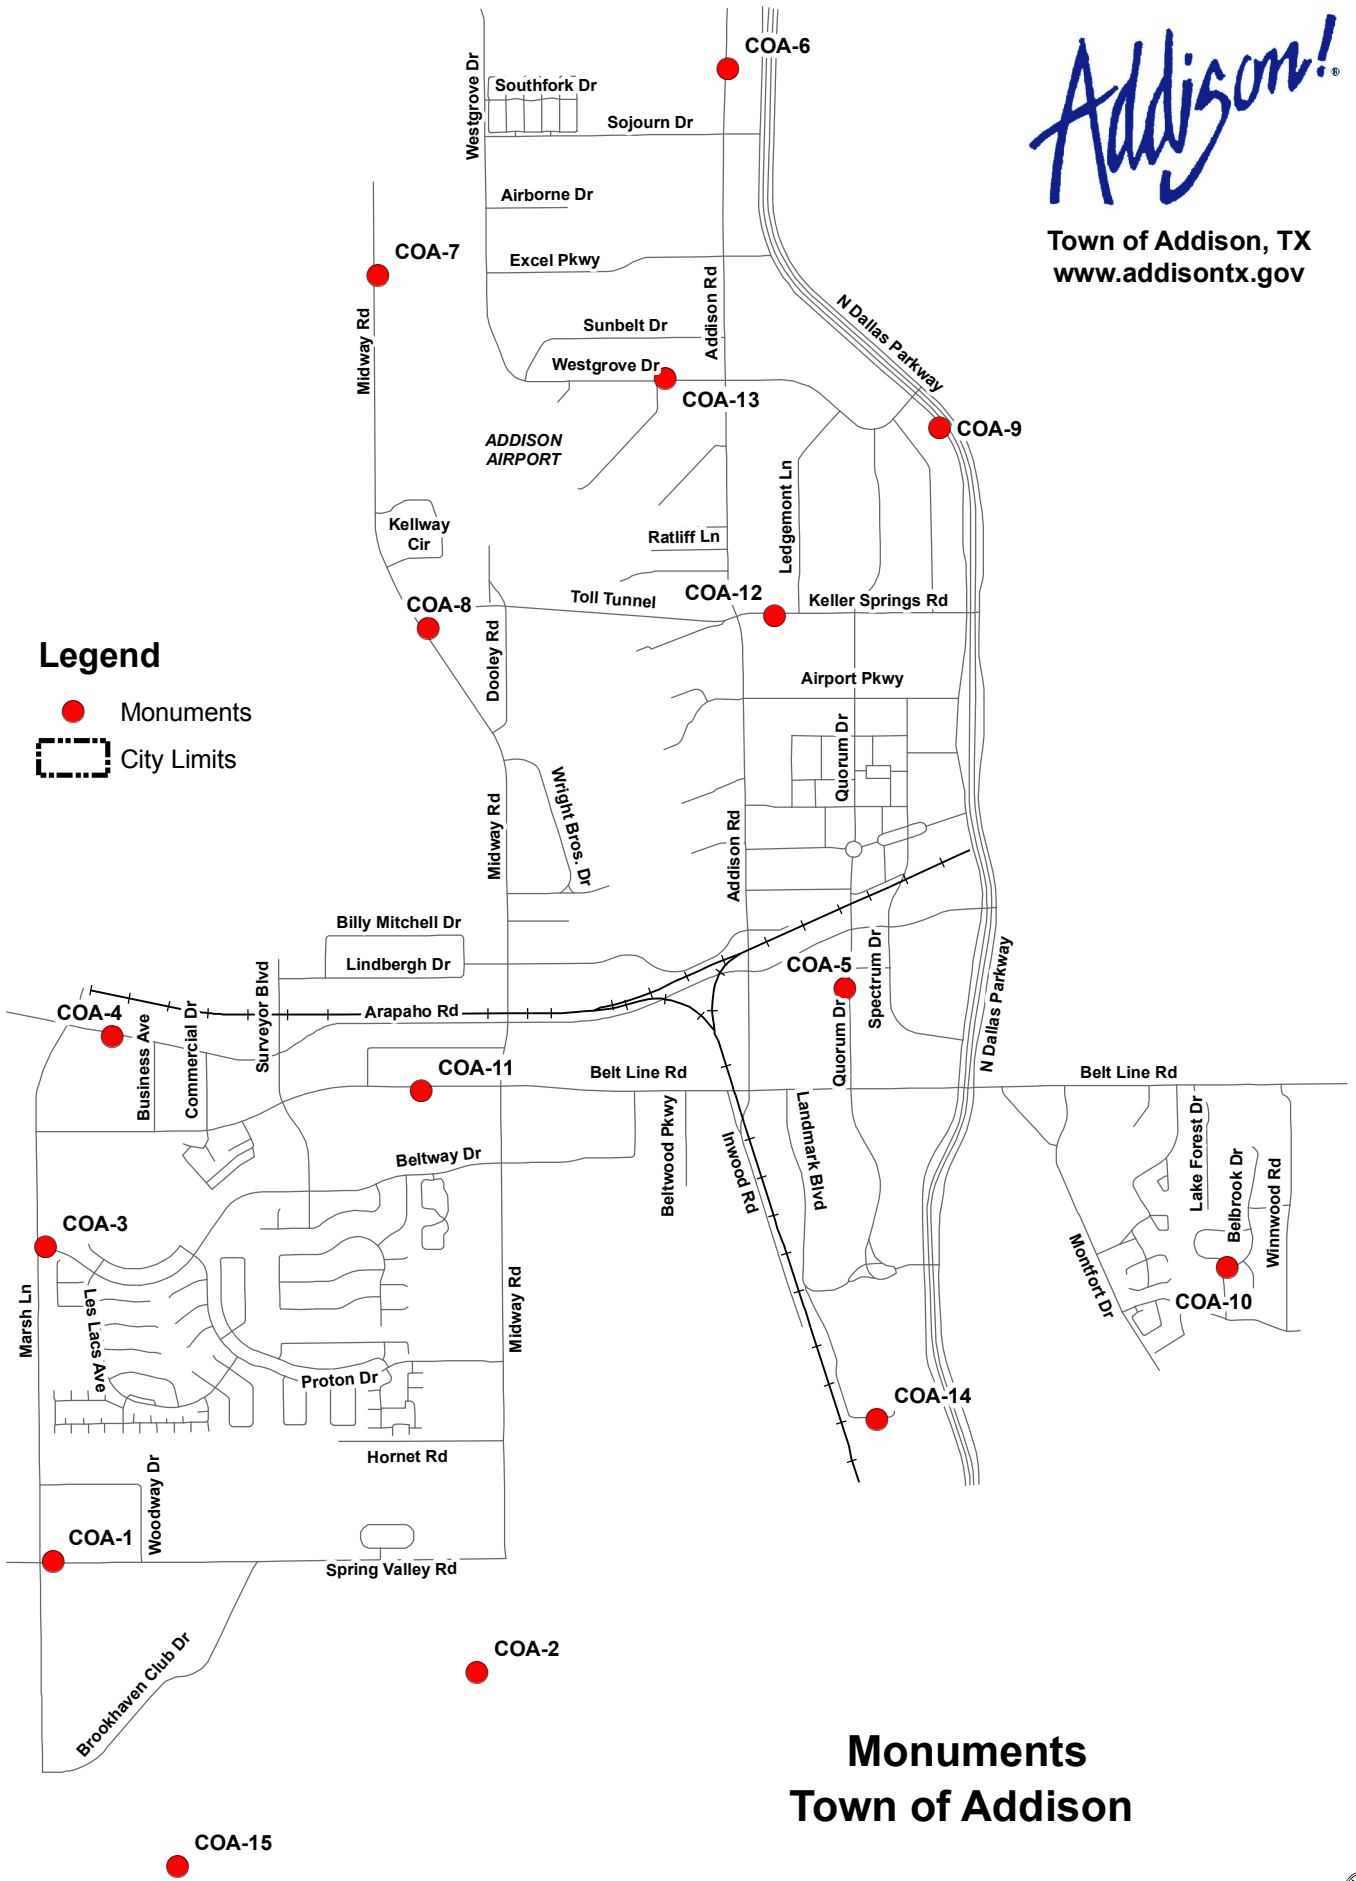 COA-6
Addison!®
Westgrove Dr
Southfork Dr
Sojourn Dr
Airborne Dr
Town of Addison, TX
www.addisontx.gov
COA-7
Excel Pkwy
Addison Rd
N Dallas Parkway
Midway Rd
Sunbelt Dr
Westgrove Dr
COA-13
COA-9
ADDISON
AIRPORT
Ledgemont Ln
Kellway
Cir
Ratliff Ln
COA-12
COA-8
Toll Tunnel
Keller Springs Rd
Dooley Rd
Legend
Monuments
City Limits
Airport Pkwy
Quorum Dr
Wright Bros. Dr
Midway Rd
Addison Rd
Billy Mitchell Dr
Lindbergh Dr
Surveyor Blvd
COA-5
Spectrum Dr
N Dallas Parkway
COA-4
Arapaho Rd
Business Ave
Commercial Dr
Quorum Dr
COA-11
Belt Line Rd
Belt Line Rd
Beltwood Pkwy
Inwood Rd
Landmark Blvd
Lake Forest Dr
Belbrook Dr
Winnwood Rd
Beltway Dr
COA-3
Montfort Dr
Marsh Ln
Les Lacs Ave
Midway Rd
COA-10
Proton Dr
COA-14
Hornet Rd
Woodway Dr
COA-1
Spring Valley Rd
COA-2
Brookhaven Club Dr
Monuments
Town of Addison
COA-15